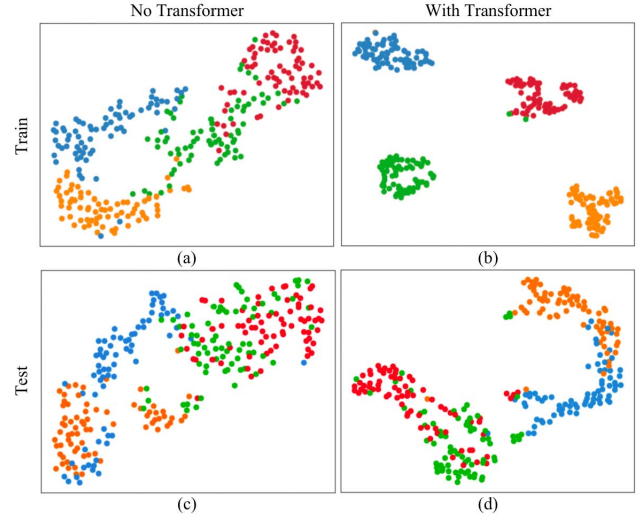 No Transformer With Transformer
Train
(a) (b)
Test
(c) (d)